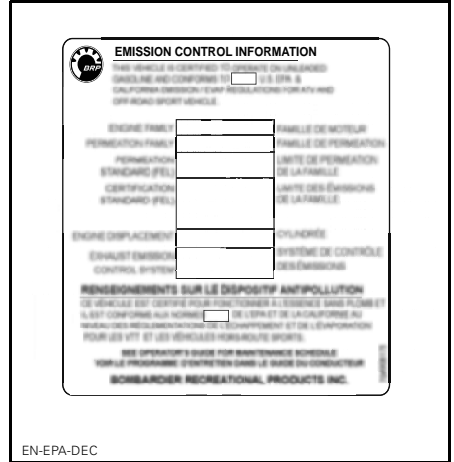 BRP
EMISSION CONTROL INFORMATION
THIS VEHICLE IS CERTIFIED TO OPERATE ON UNLEADED
GASOLINE AND CONFORMS TO U.S. EPA &
CALIFORNIA EMISSION / EVAP REGULATIONS FOR ATV AND
OFF-ROAD SPORT VEHICLE.
ENGINE FAMILY FAMILLE DE MOTEUR
PERMEATION FAMILY FAMILLE DE PERMÉATION
PERMEATION LIMITE DE PERMÉATION
STANDARD (FEL) DE LA FAMILLE
CERTIFICATION LIMITE DES ÉMISSIONS
STANDARD (FEL) DE LA FAMILLE
ENGINE DISPLACEMENT CYLINDRÉE
EXHAUST EMISSION SYSTÈME DE CONTRÔLE
CONTROL SYSTEM DES ÉMISSIONS
RENSEIGNEMENTS SUR LE DISPOSITIF ANTIPOLLUTION
CE VÉHICULE EST CERTIFIÉ POUR FONCTIONNER À L'ESSENCE SANS PLOMB ET
IL EST CONFORME AUX NORMES DE L'EPA ET DE LA CALIFORNIE AU
NIVEAU DES RÉGLEMENTATIONS DE L'ÉCHAPPEMENT ET DE L'ÉVAPORATION
POUR LES VTT ET LES VÉHICULES HORS-ROUTE SPORTS.
SEE OPERATOR'S GUIDE FOR MAINTENANCE SCHEDULE
VOIR LE PROGRAMME D'ENTRETIEN DANS LE GUIDE DU CONDUCTEUR
BOMBARDIER RECREATIONAL PRODUCTS INC.
EN-EPA-DEC